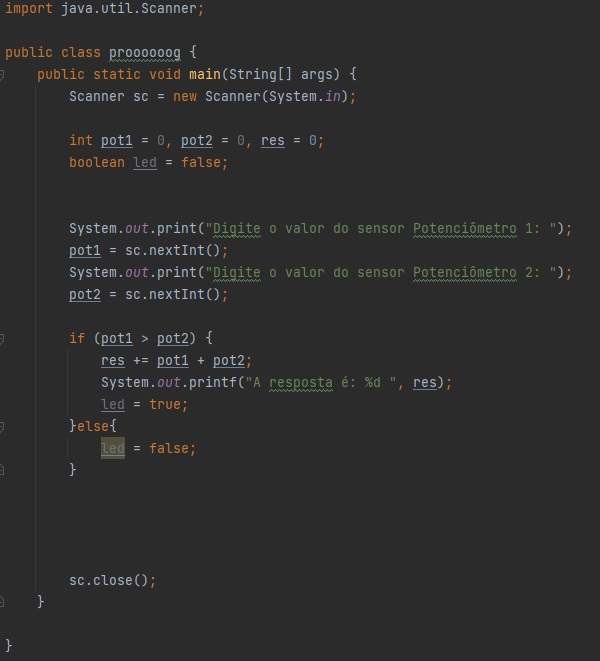 import java.util.Scanner;
public class proooooog {
public static void main(String[] args) {
Scanner sc = new Scanner(System.in);
int pot1 = 0, pot2 = 0, res = 0;
boolean led = false;
System.out.print("Digite o valor do sensor Potenciômetro 1: ");
pot1 = sc.nextInt();
System.out.print("Digite o valor do sensor Potenciômetro 2: ");
pot2 = sc.nextInt();
if (pot1 > pot2) {
res += pot1 + pot2;
System.out.printf("A resposta é: %d ", res);
led = true;
}else{
led = false;
}
sc.close();
}
}